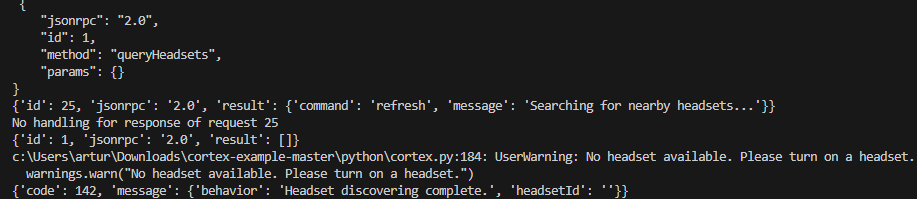 {
    "jsonrpc": "2.0",
    "id": 1,
    "method": "queryHeadsets",
    "params": {}
}
{'id': 25, 'jsonrpc': '2.0', 'result': {'command': 'refresh', 'message': 'Searching for nearby headsets...'}}
No handling for response of request 25
{'id': 1, 'jsonrpc': '2.0', 'result': []}
c:\Users\artur\Downloads\cortex-example-master\python\cortex.py:184: UserWarning: No headset available. Please turn on a headset.
  warnings.warn("No headset available. Please turn on a headset.")
{'code': 142, 'message': {'behavior': 'Headset discovering complete.', 'headsetId': ''}}